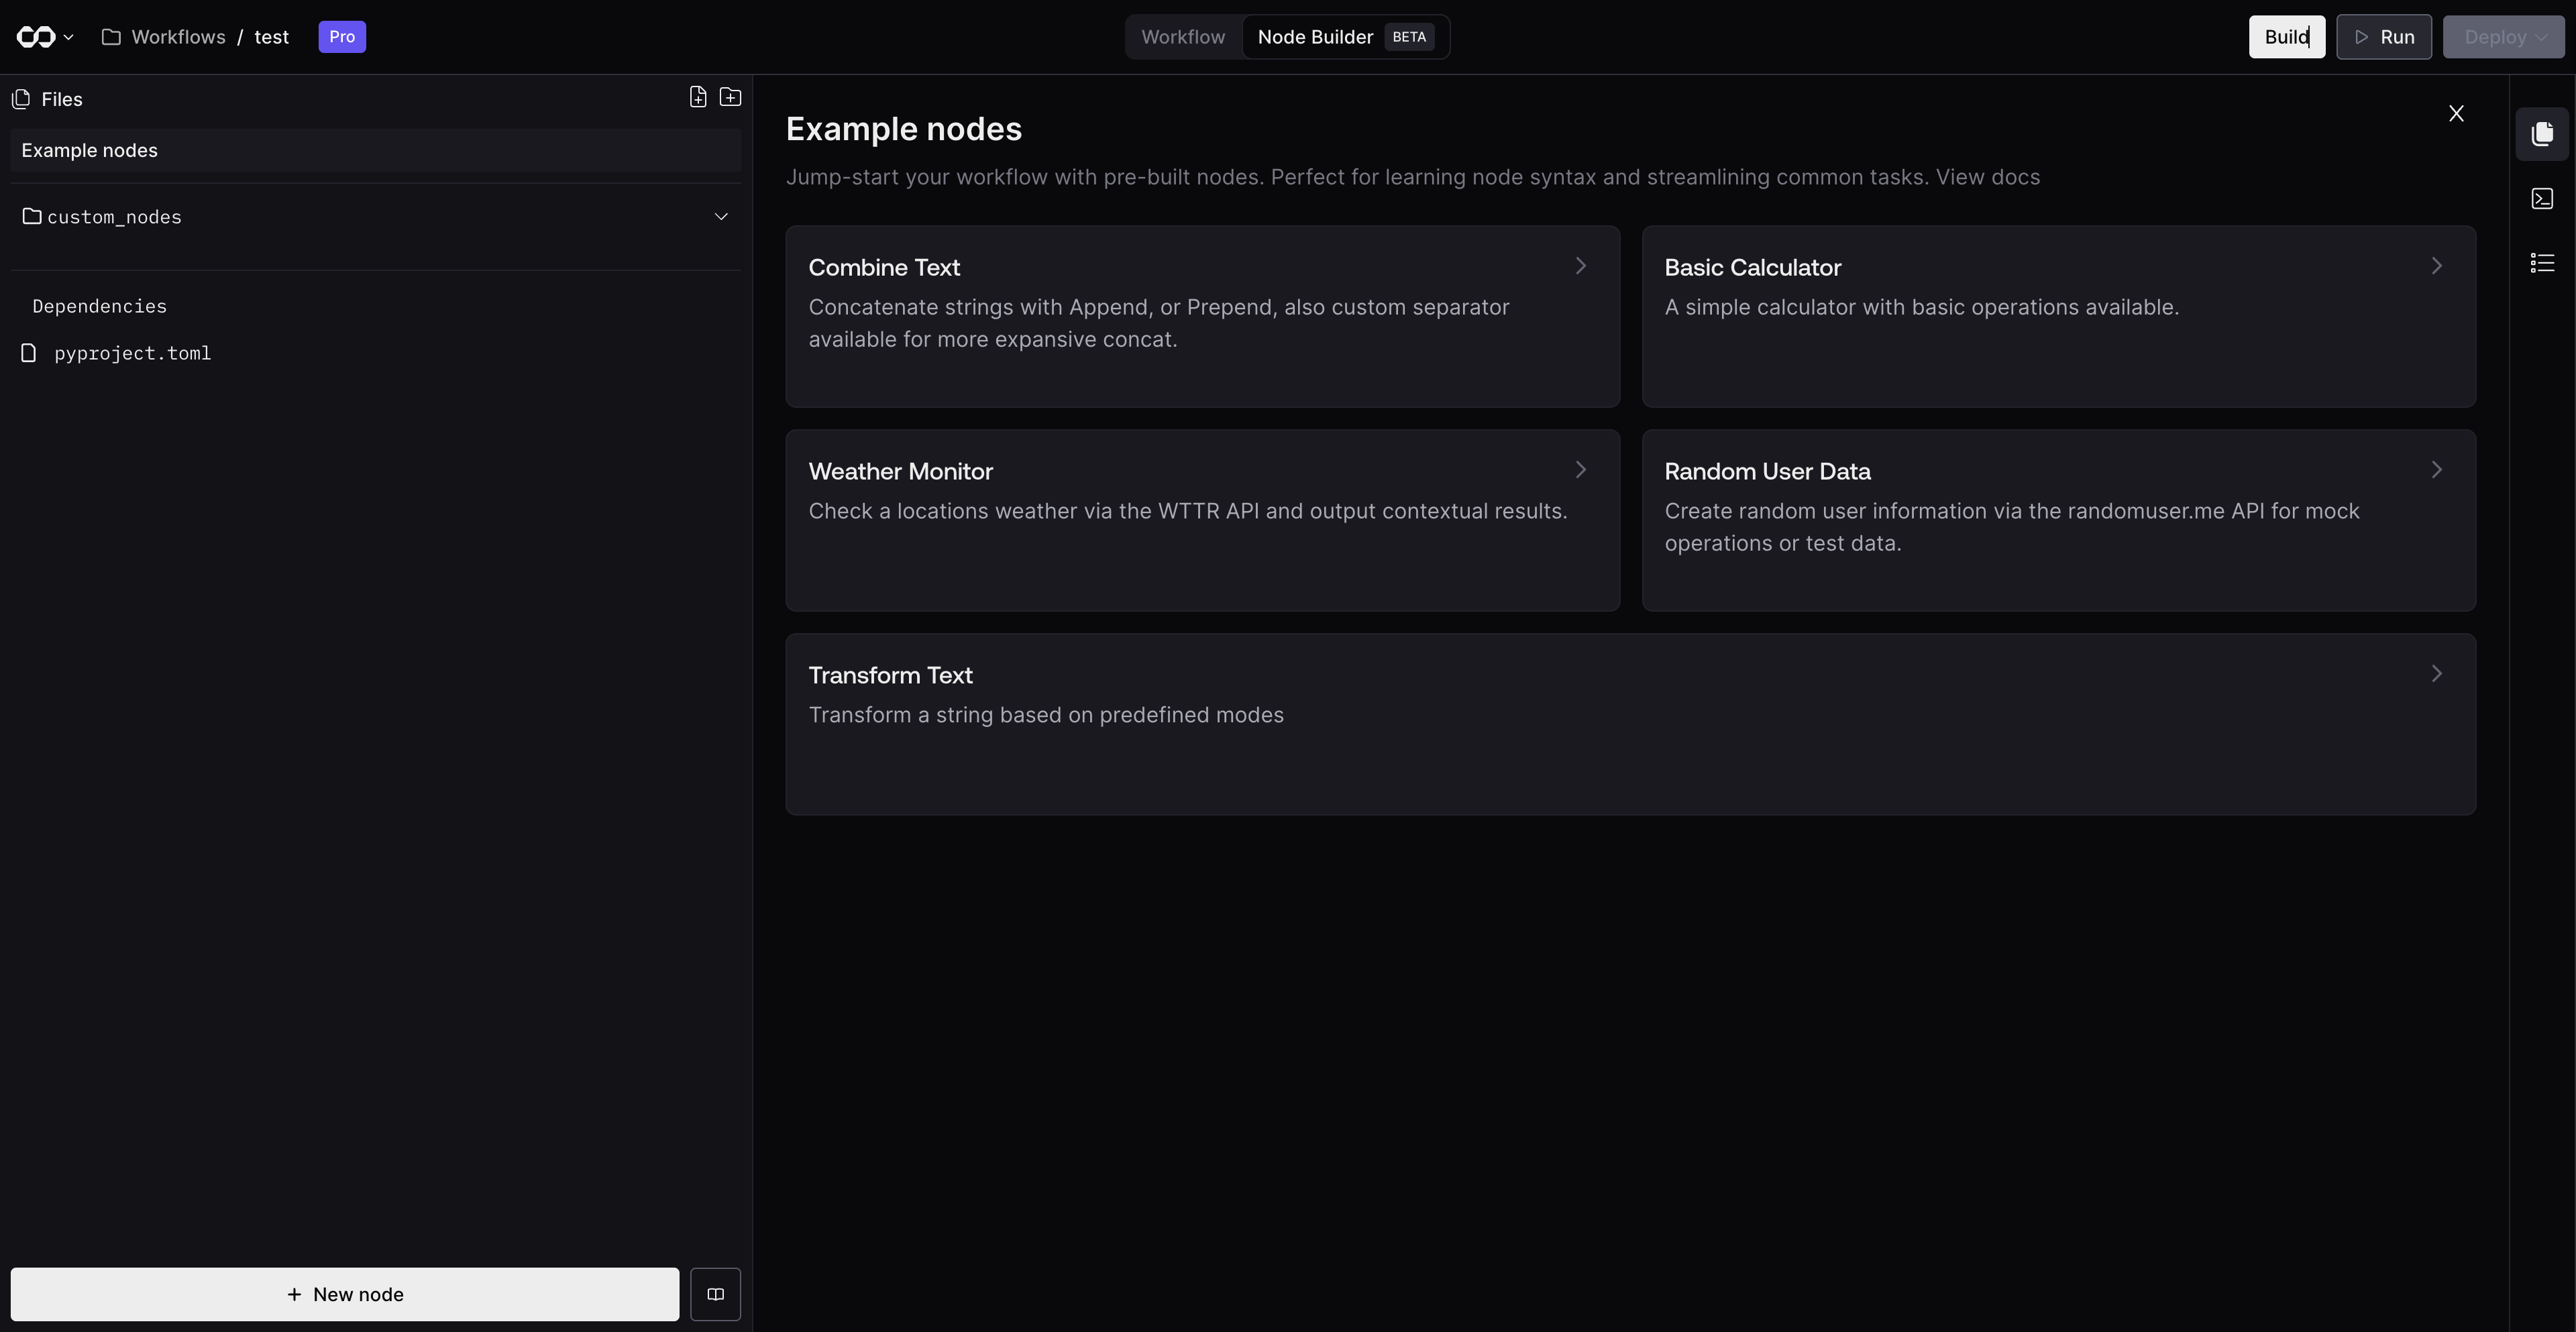 Workflows / test Pro
Workflow Node Builder BETA
Build Run Deploy
Files
Example nodes
custom_nodes
Dependencies
pyproject.toml
New node
Example nodes
Jump-start your workflow with pre-built nodes. Perfect for learning node syntax and streamlining common tasks. View docs
Combine Text
Concatenate strings with Append, or Prepend, also custom separator
available for more expansive concat.
Basic Calculator
A simple calculator with basic operations available.
Weather Monitor
Check a locations weather via the WTTR API and output contextual results.
Random User Data
Create random user information via the randomuser.me API for mock
operations or test data.
Transform Text
Transform a string based on predefined modes